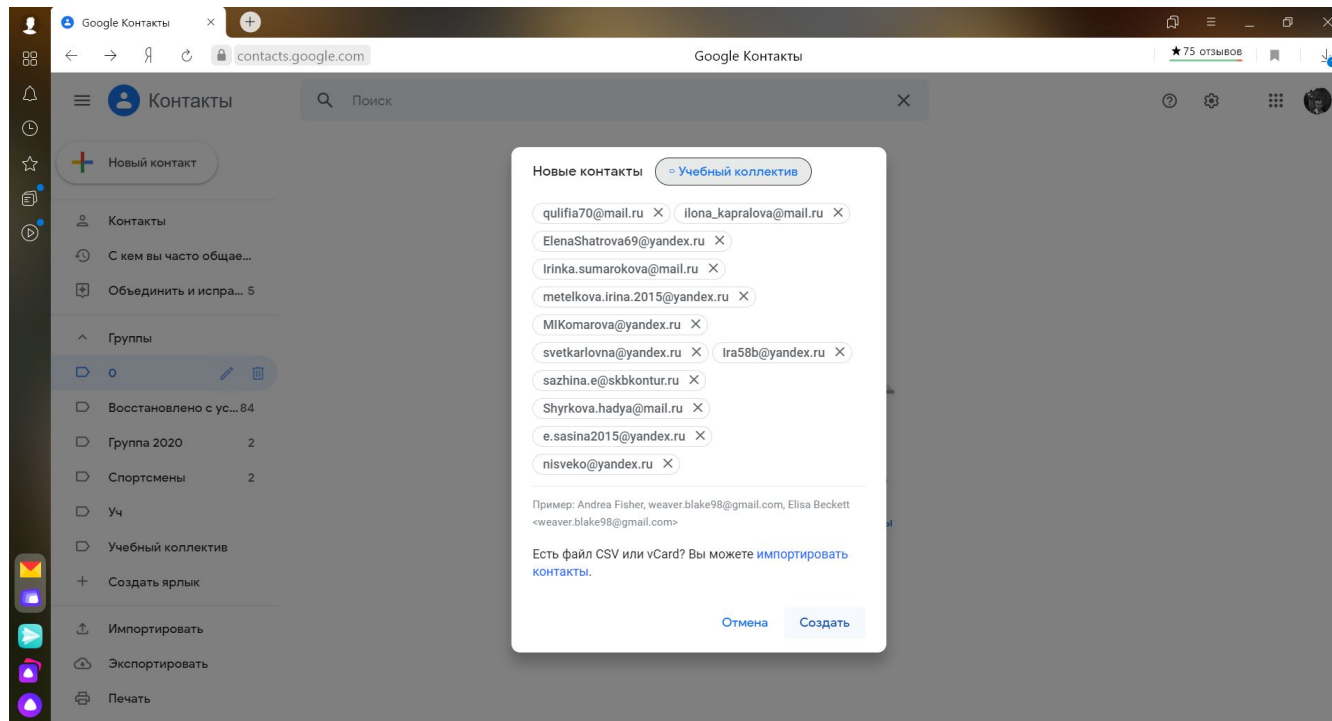 Google Контакты
contacts.google.com
Google Контакты
★75 отзывов
Контакты
Поиск
Новый контакт
Контакты
С кем вы часто общае...
Объединить и испра... 5
Группы
0
Восстановлено с ус... 84
Группа 2020 2
Спортсмены 2
Уч
Учебный коллектив
Создать ярлык
Импортировать
Экспортировать
Печать
Новые контакты Учебный коллектив
qulifia70@mail.ru ilona_kapralova@mail.ru
ElenaShatrova69@yandex.ru
Irinka.sumarokova@mail.ru
metelkova.irina.2015@yandex.ru
MIKomarova@yandex.ru
svetkarlovna@yandex.ru Ira58b@yandex.ru
sazhina.e@skbkontur.ru
Shyrkova.hadya@mail.ru
e.sasina2015@yandex.ru
nisveko@yandex.ru
Пример: Andrea Fisher, weaver.blake98@gmail.com, Elisa Beckett
<weaver.blake98@gmail.com>
Есть файл CSV или vCard? Вы можете импортировать
контакты.
Отмена Создать